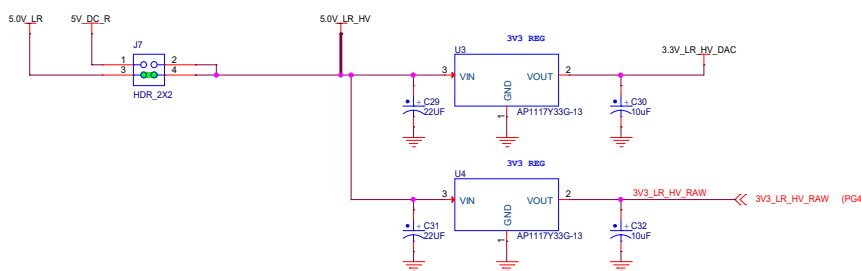 5.0V_LR 5V_DC_R 5.0V_LR_HV
3V3 REG
J7 U3 3.3V_LR_HV_DAC
1 2
3 4
HDR_2X2
3 VIN VOUT 2
GND
1
C29
22UF
AP1117Y33G-13
C30
10uF
3V3 REG
U4
3 VIN VOUT 2
3V3_LR_HV_RAW 3V3_LR_HV_RAW (PG4
GND
1
C31
22UF
AP1117Y33G-13
C32
10uF